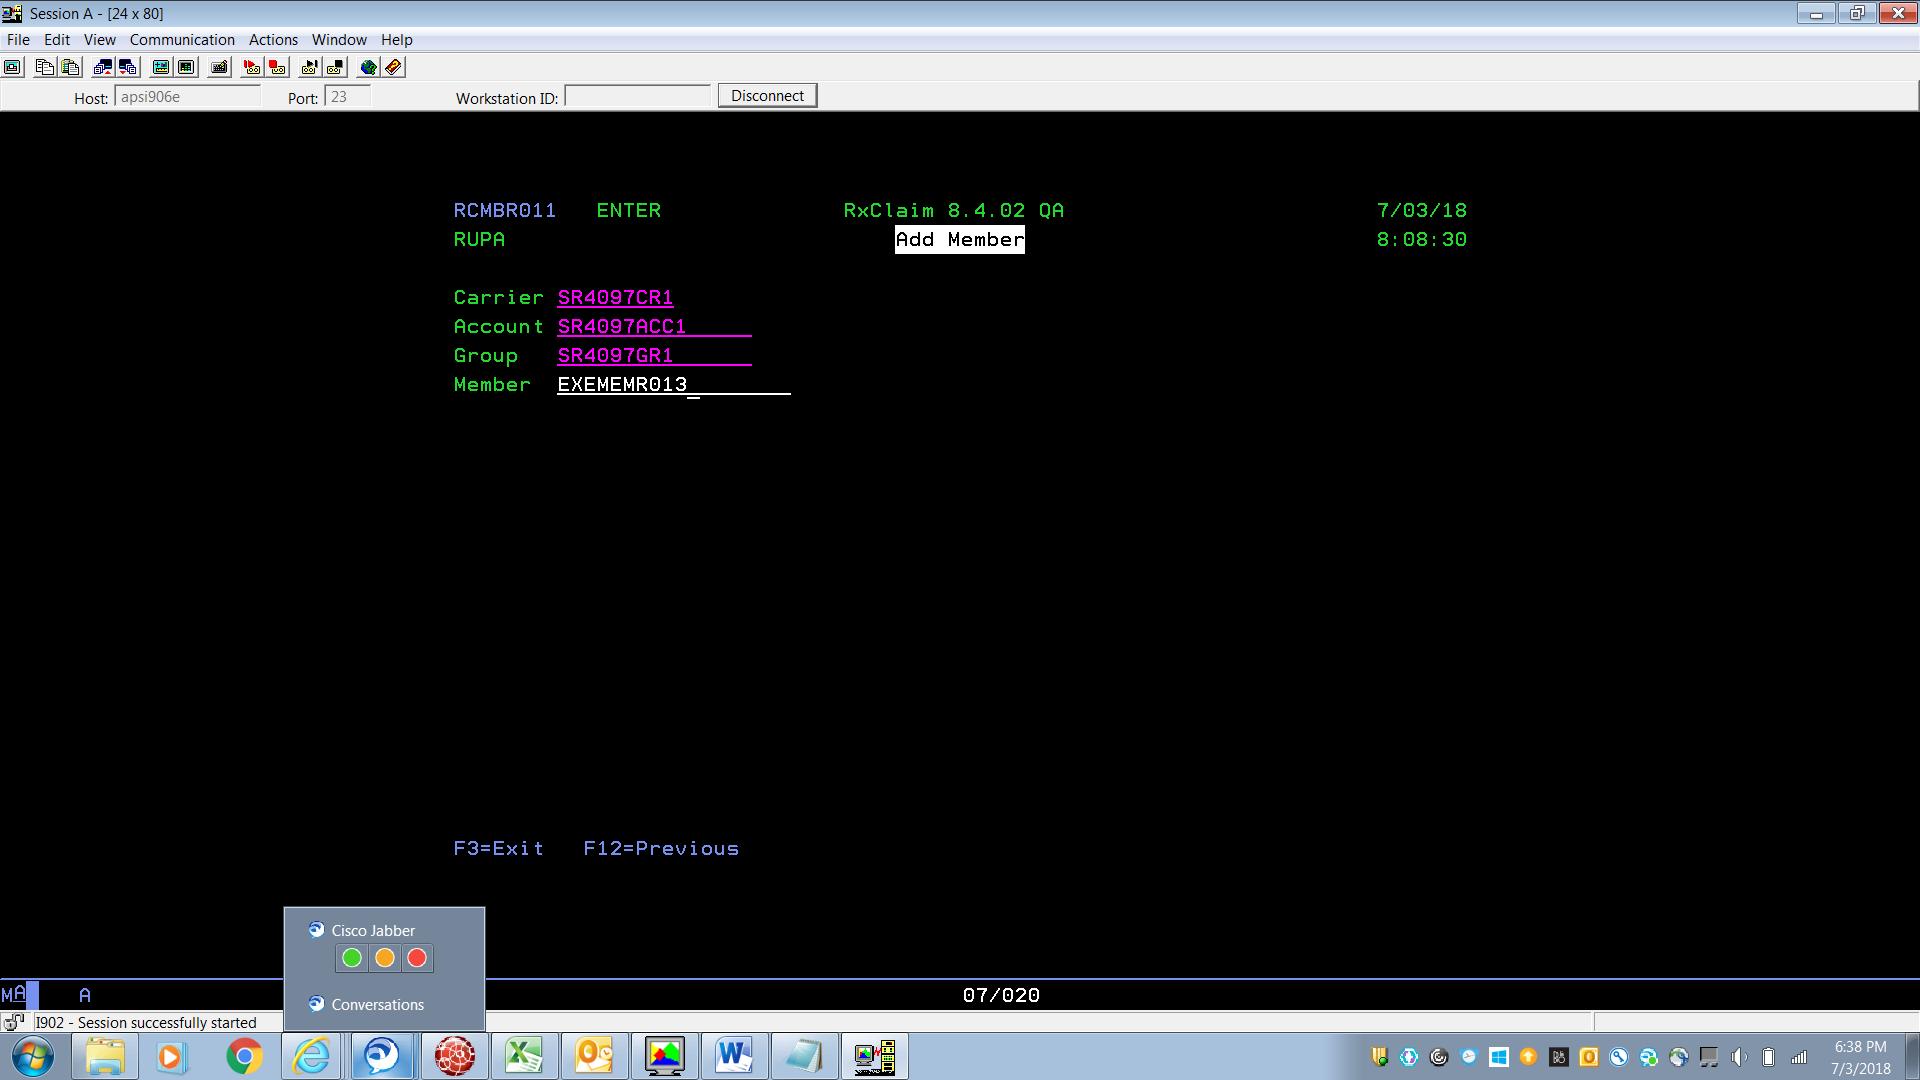 Session A - [24 x 80]
File Edit View Communication Actions Window Help
Host: apsi906e Port: 23 Workstation ID: Disconnect
RCMBR011 ENTER RxClaim 8.4.02 QA 7/03/18
RUPA Add Member 8:08:30
Carrier SR4097CR1
Account SR4097ACC1
Group SR4097GR1
Member EXEMEMR013
F3=Exit F12=Previous
Cisco Jabber
Conversations
MA A 07/020
I902 - Session successfully started
6:38 PM
7/3/2018